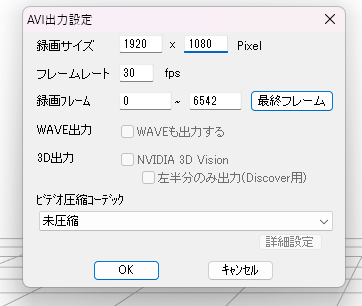 AVI出力設定
録画サイズ 1920 x 1080 Pixel
フレームレート 30 fps
録画フレーム 0 ~ 6542 最終フレーム
WAVE出力 WAVEも出力する
3D出力 NVIDIA 3D Vision
左半分のみ出力(Discover用)
ビデオ圧縮コーデック
未圧縮
詳細設定
OK キャンセル